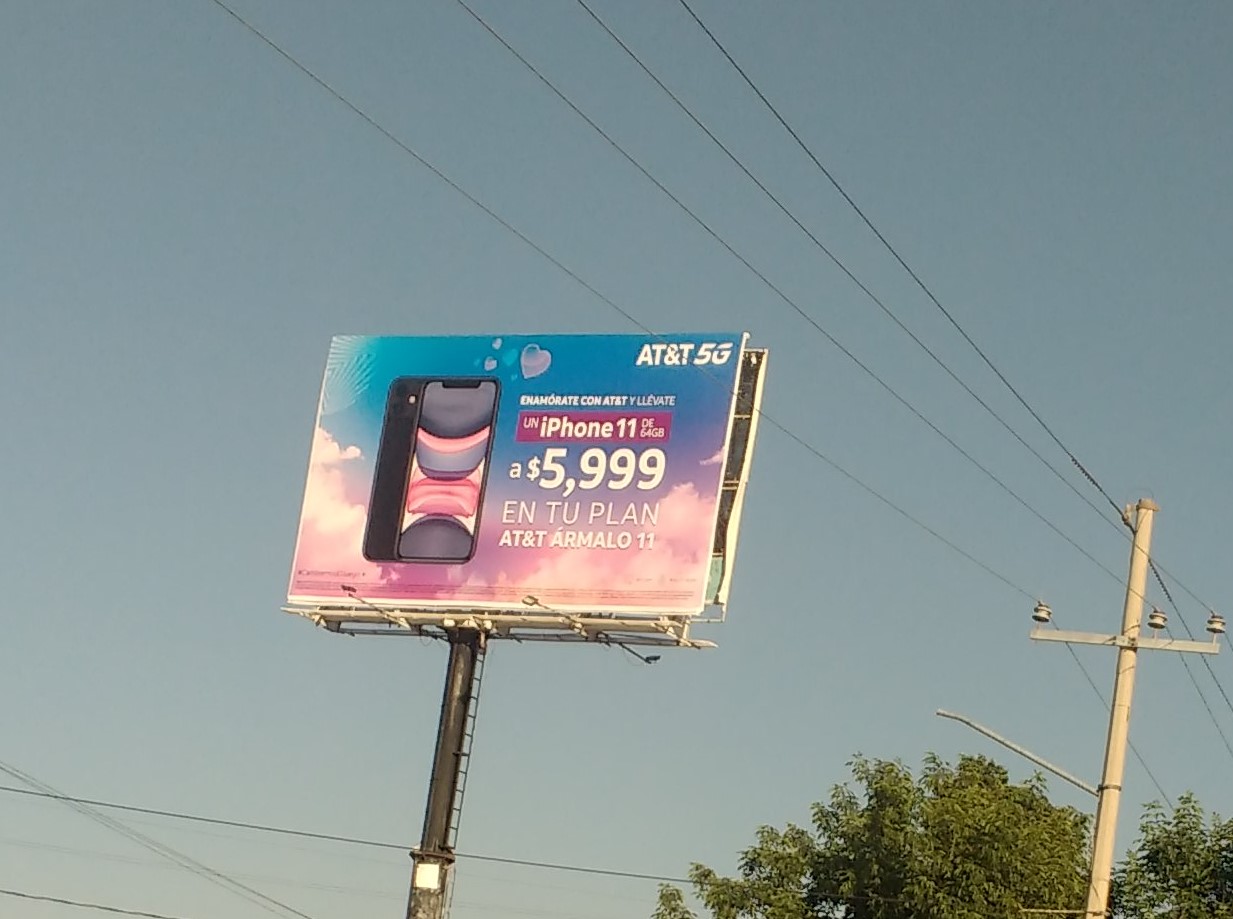 AT&T 5G
ENAMÓRATE CON AT&T Y LLÉVATE
UN iPhone 11 DE 64GB
a $5,999
EN TU PLAN
AT&T ÁRMALO 11